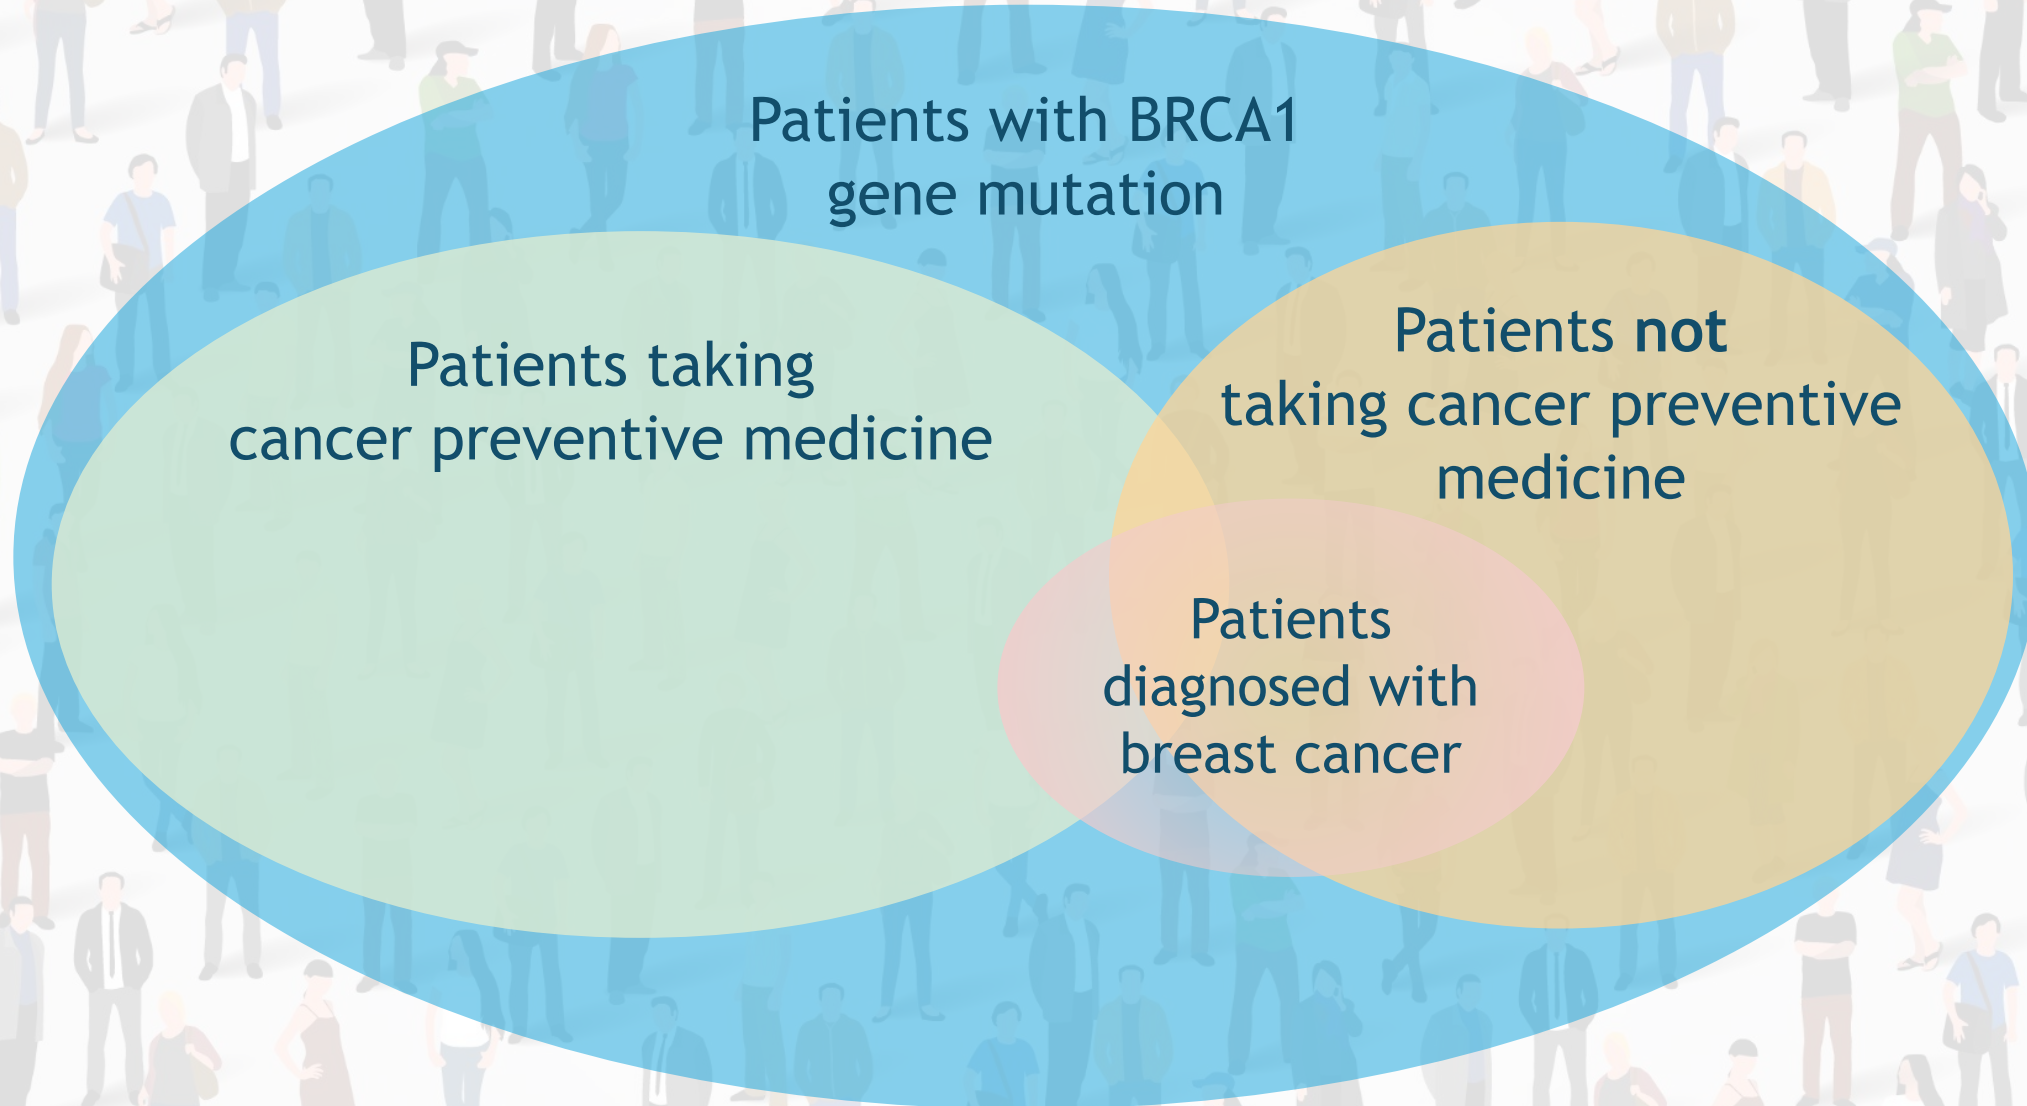 Patients with BRCA1
gene mutation
Patients taking
cancer preventive medicine
Patients not
taking cancer preventive
medicine
Patients
diagnosed with
breast cancer